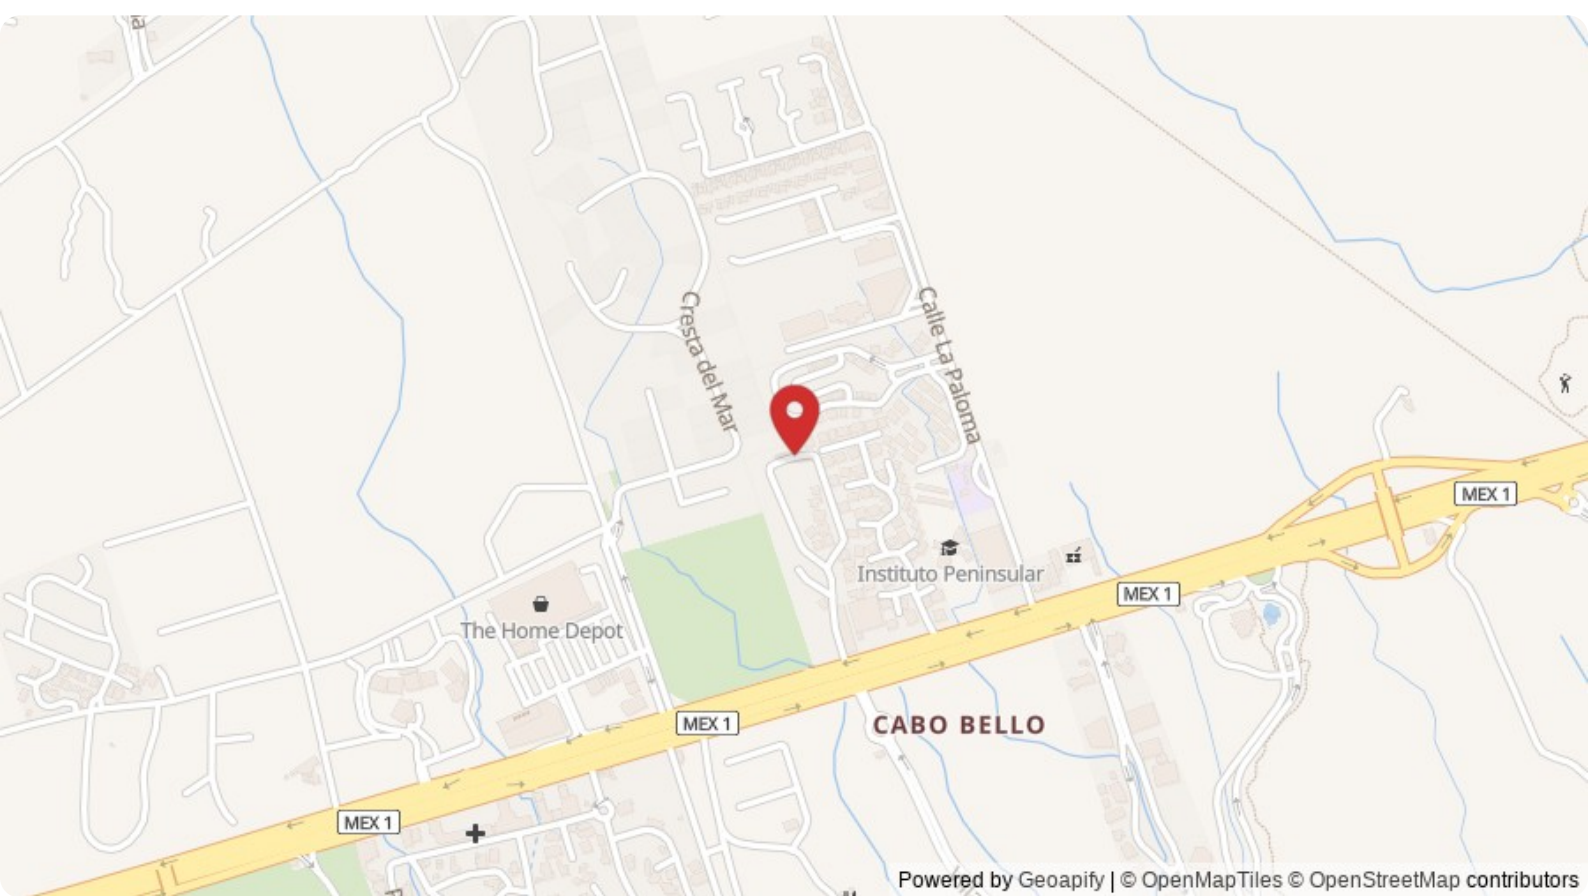 Cresta del Mar
Calle La Paloma
MEX 1
Instituto Peninsular
MEX 1
The Home Depot
MEX 1
CABO BELLO
MEX 1
Powered by Geoapify | © OpenMapTiles © OpenStreetMap contributors